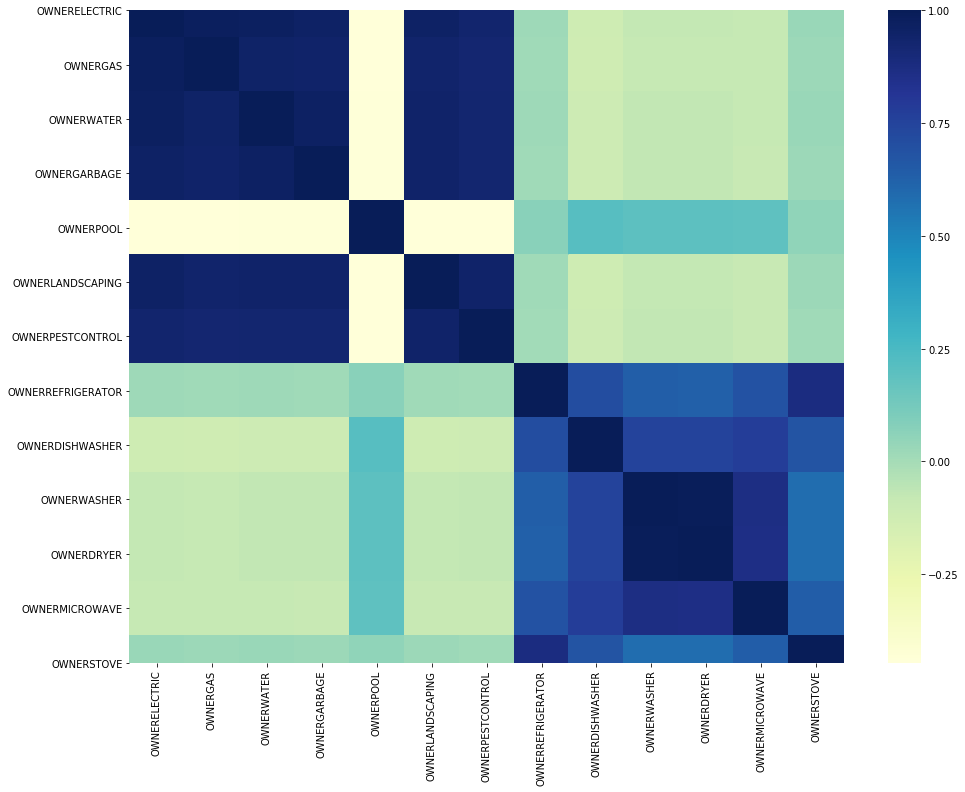 OWNERELECTRIC
OWNERGAS
OWNERWATER
OWNERGARBAGE
OWNERPOOL
OWNERLANDSCAPING
OWNERPESTCONTROL
OWNERREFRIGERATOR
OWNERDISHWASHER
OWNERWASHER
OWNERDRYER
OWNERMICROWAVE
OWNERSTOVE
OWNERELECTRIC
OWNERGAS
OWNERWATER
OWNERGARBAGE
OWNERPOOL
OWNERLANDSCAPING
OWNERPESTCONTROL
OWNERREFRIGERATOR
OWNERDISHWASHER
OWNERWASHER
OWNERDRYER
OWNERMICROWAVE
OWNERSTOVE
1.00
0.75
0.50
0.25
0.00
−0.25